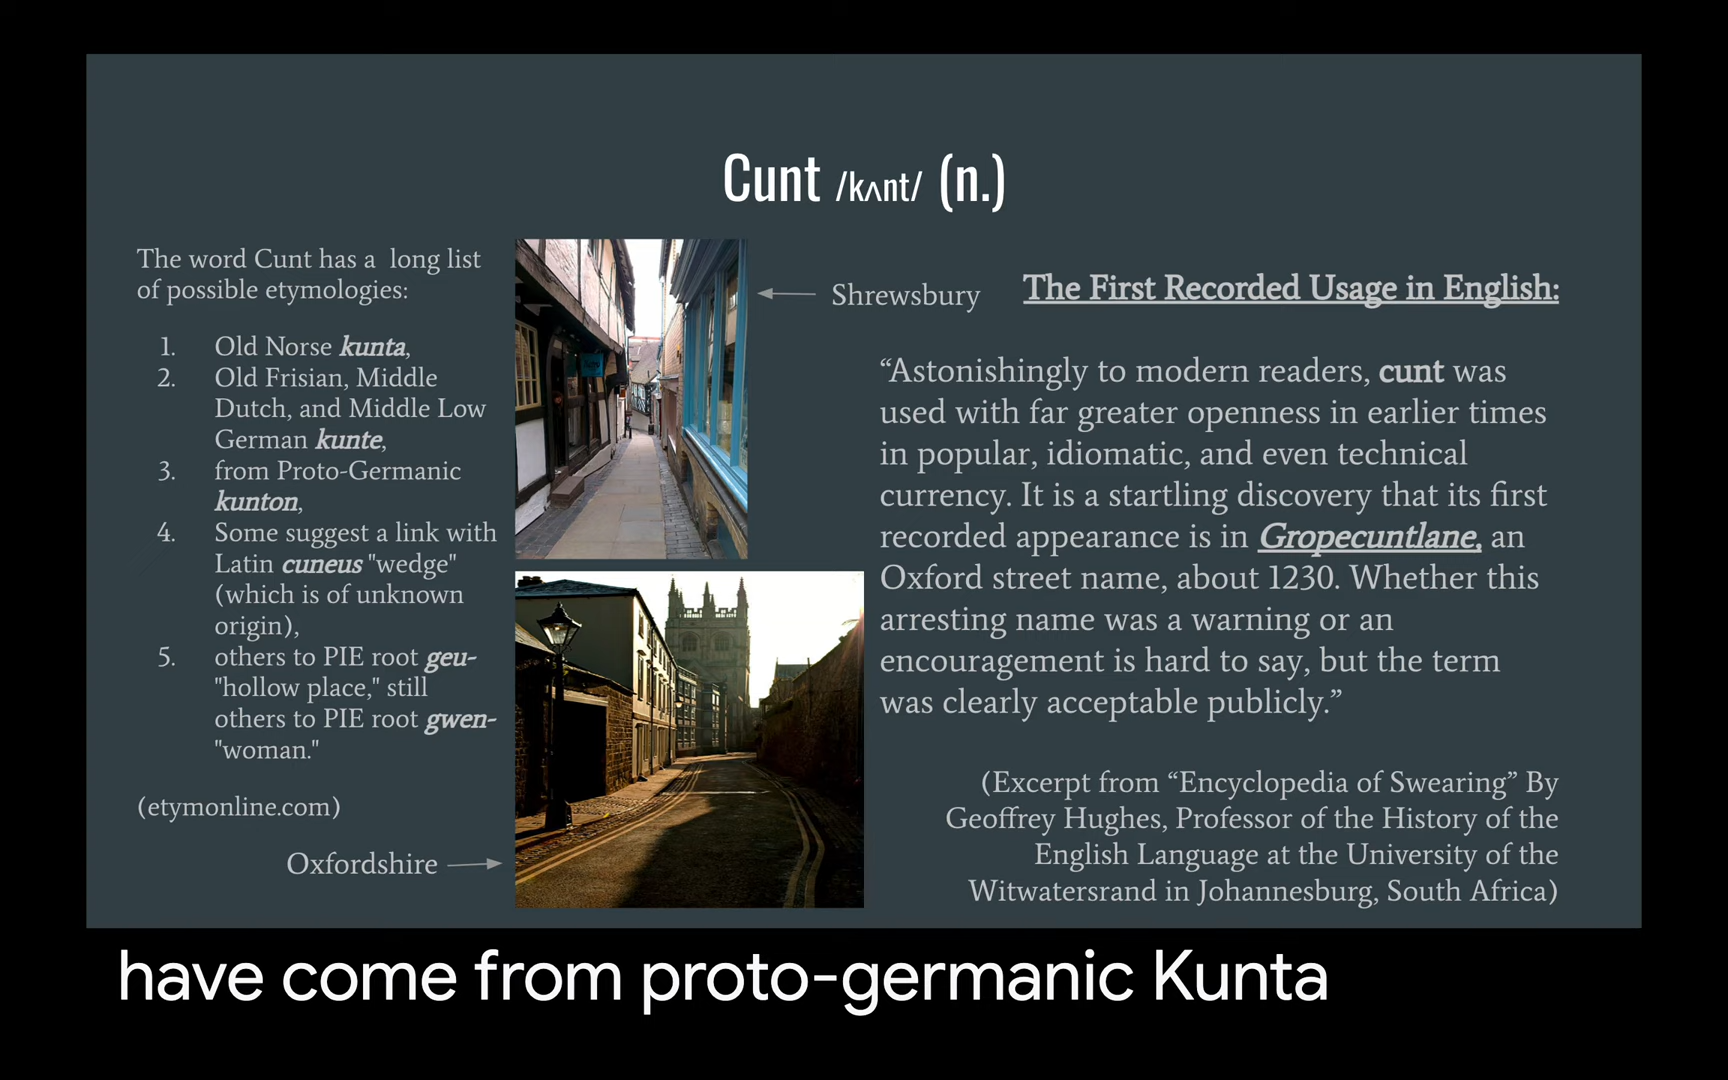 Cunt /kʌnt/ (n.)
The word Cunt has a long list
of possible etymologies:
1. Old Norse kunta,
2. Old Frisian, Middle
Dutch, and Middle Low
German kunte,
3. from Proto-Germanic
kunton,
4. Some suggest a link with
Latin cuneus "wedge"
(which is of unknown
origin),
5. others to PIE root geu-
"hollow place," still
others to PIE root gwen-
"woman."
(etymonline.com)
Oxfordshire
Shrewsbury
The First Recorded Usage in English:
“Astonishingly to modern readers, cunt was
used with far greater openness in earlier times
in popular, idiomatic, and even technical
currency. It is a startling discovery that its first
recorded appearance is in Gropecuntlane, an
Oxford street name, about 1230. Whether this
arresting name was a warning or an
encouragement is hard to say, but the term
was clearly acceptable publicly.”
(Excerpt from “Encyclopedia of Swearing” By
Geoffrey Hughes, Professor of the History of the
English Language at the University of the
Witwatersrand in Johannesburg, South Africa)
have come from proto-germanic Kunta